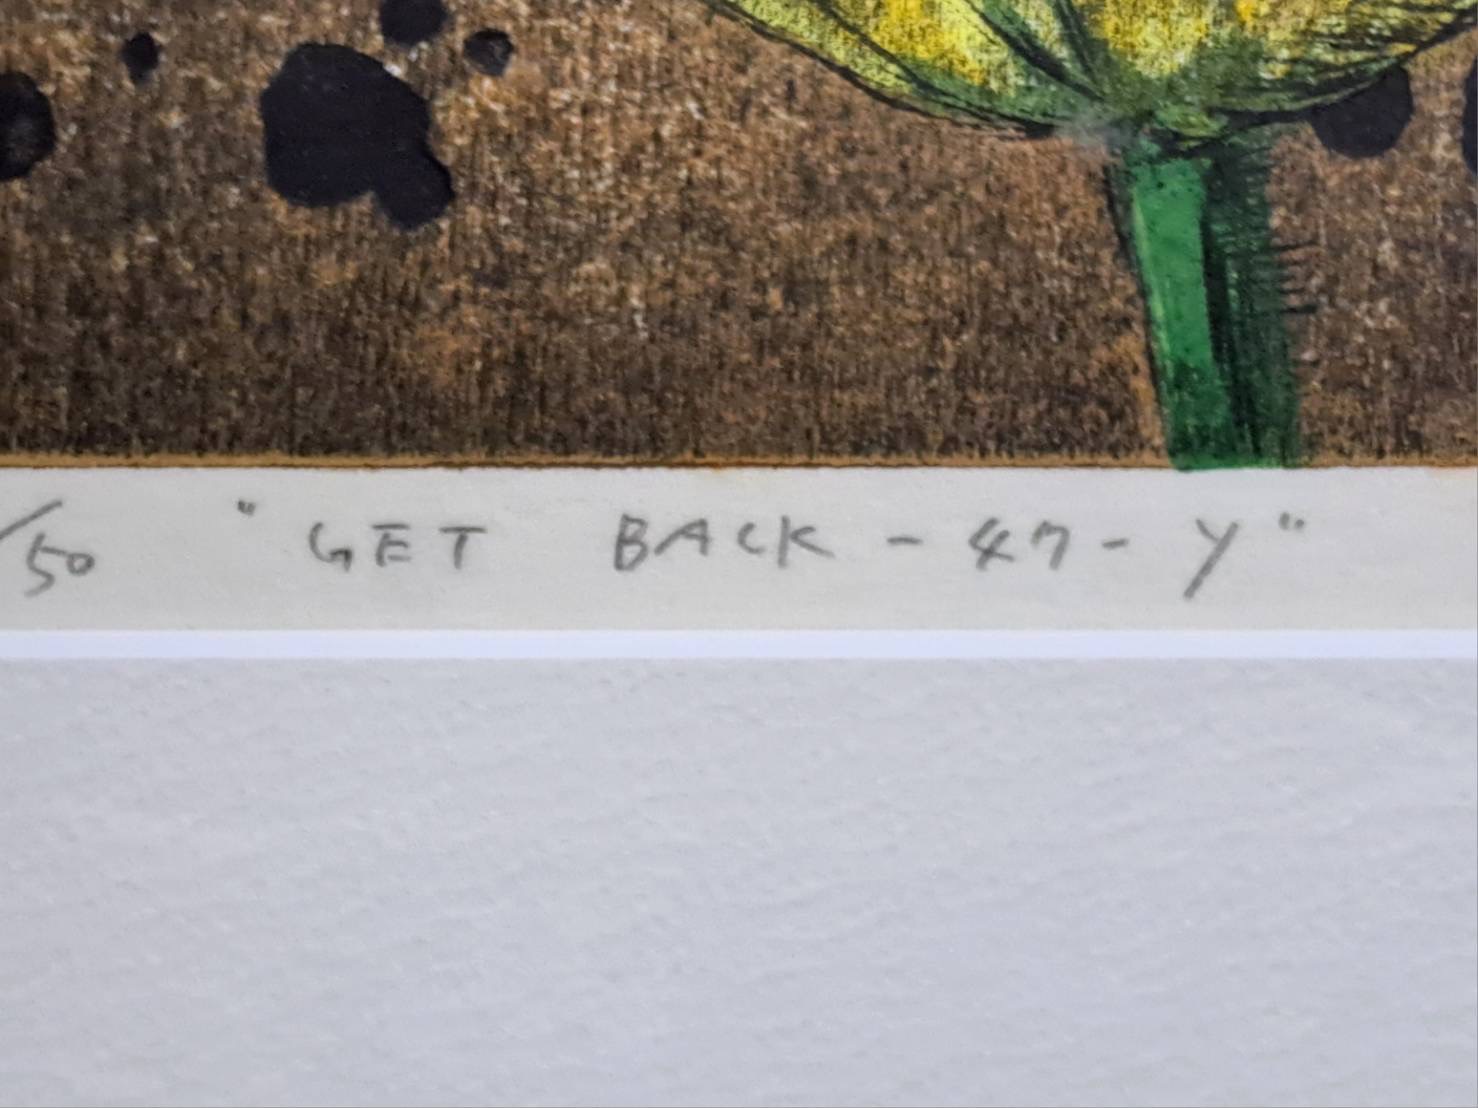 /50 "GET BACK - 47 - Y"